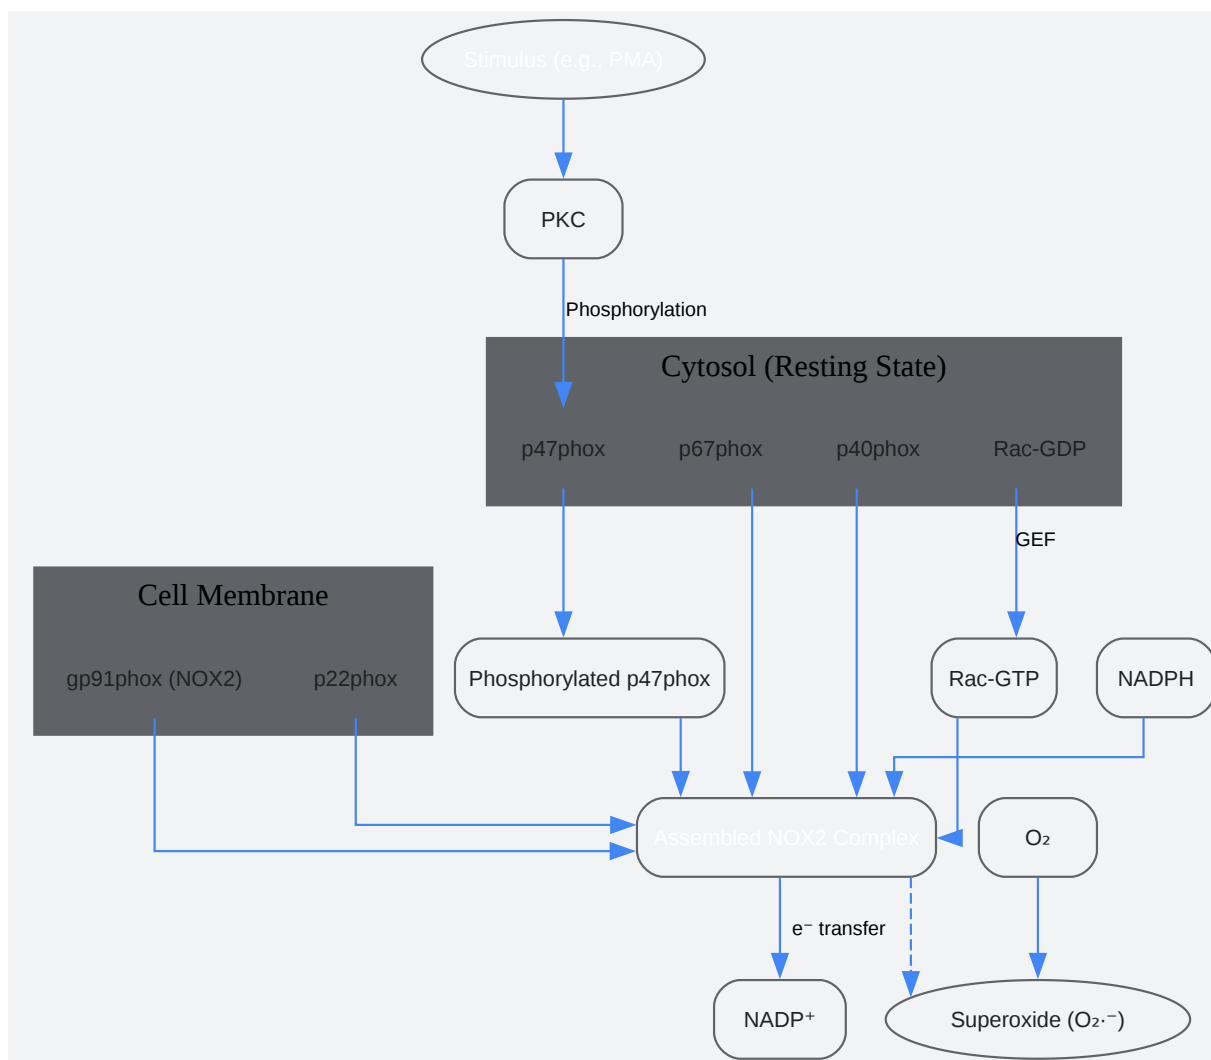 Stimulus (e.g., PMA)
PKC
Phosphorylation
Cytosol (Resting State)
p47phox
p67phox
p40phox
Rac-GDP
GEF
Cell Membrane
gp91phox (NOX2)
p22phox
Phosphorylated p47phox
Rac-GTP
NADPH
Assembled NOX2 Complex
O₂
e⁻ transfer
NADP⁺
Superoxide (O₂·⁻)